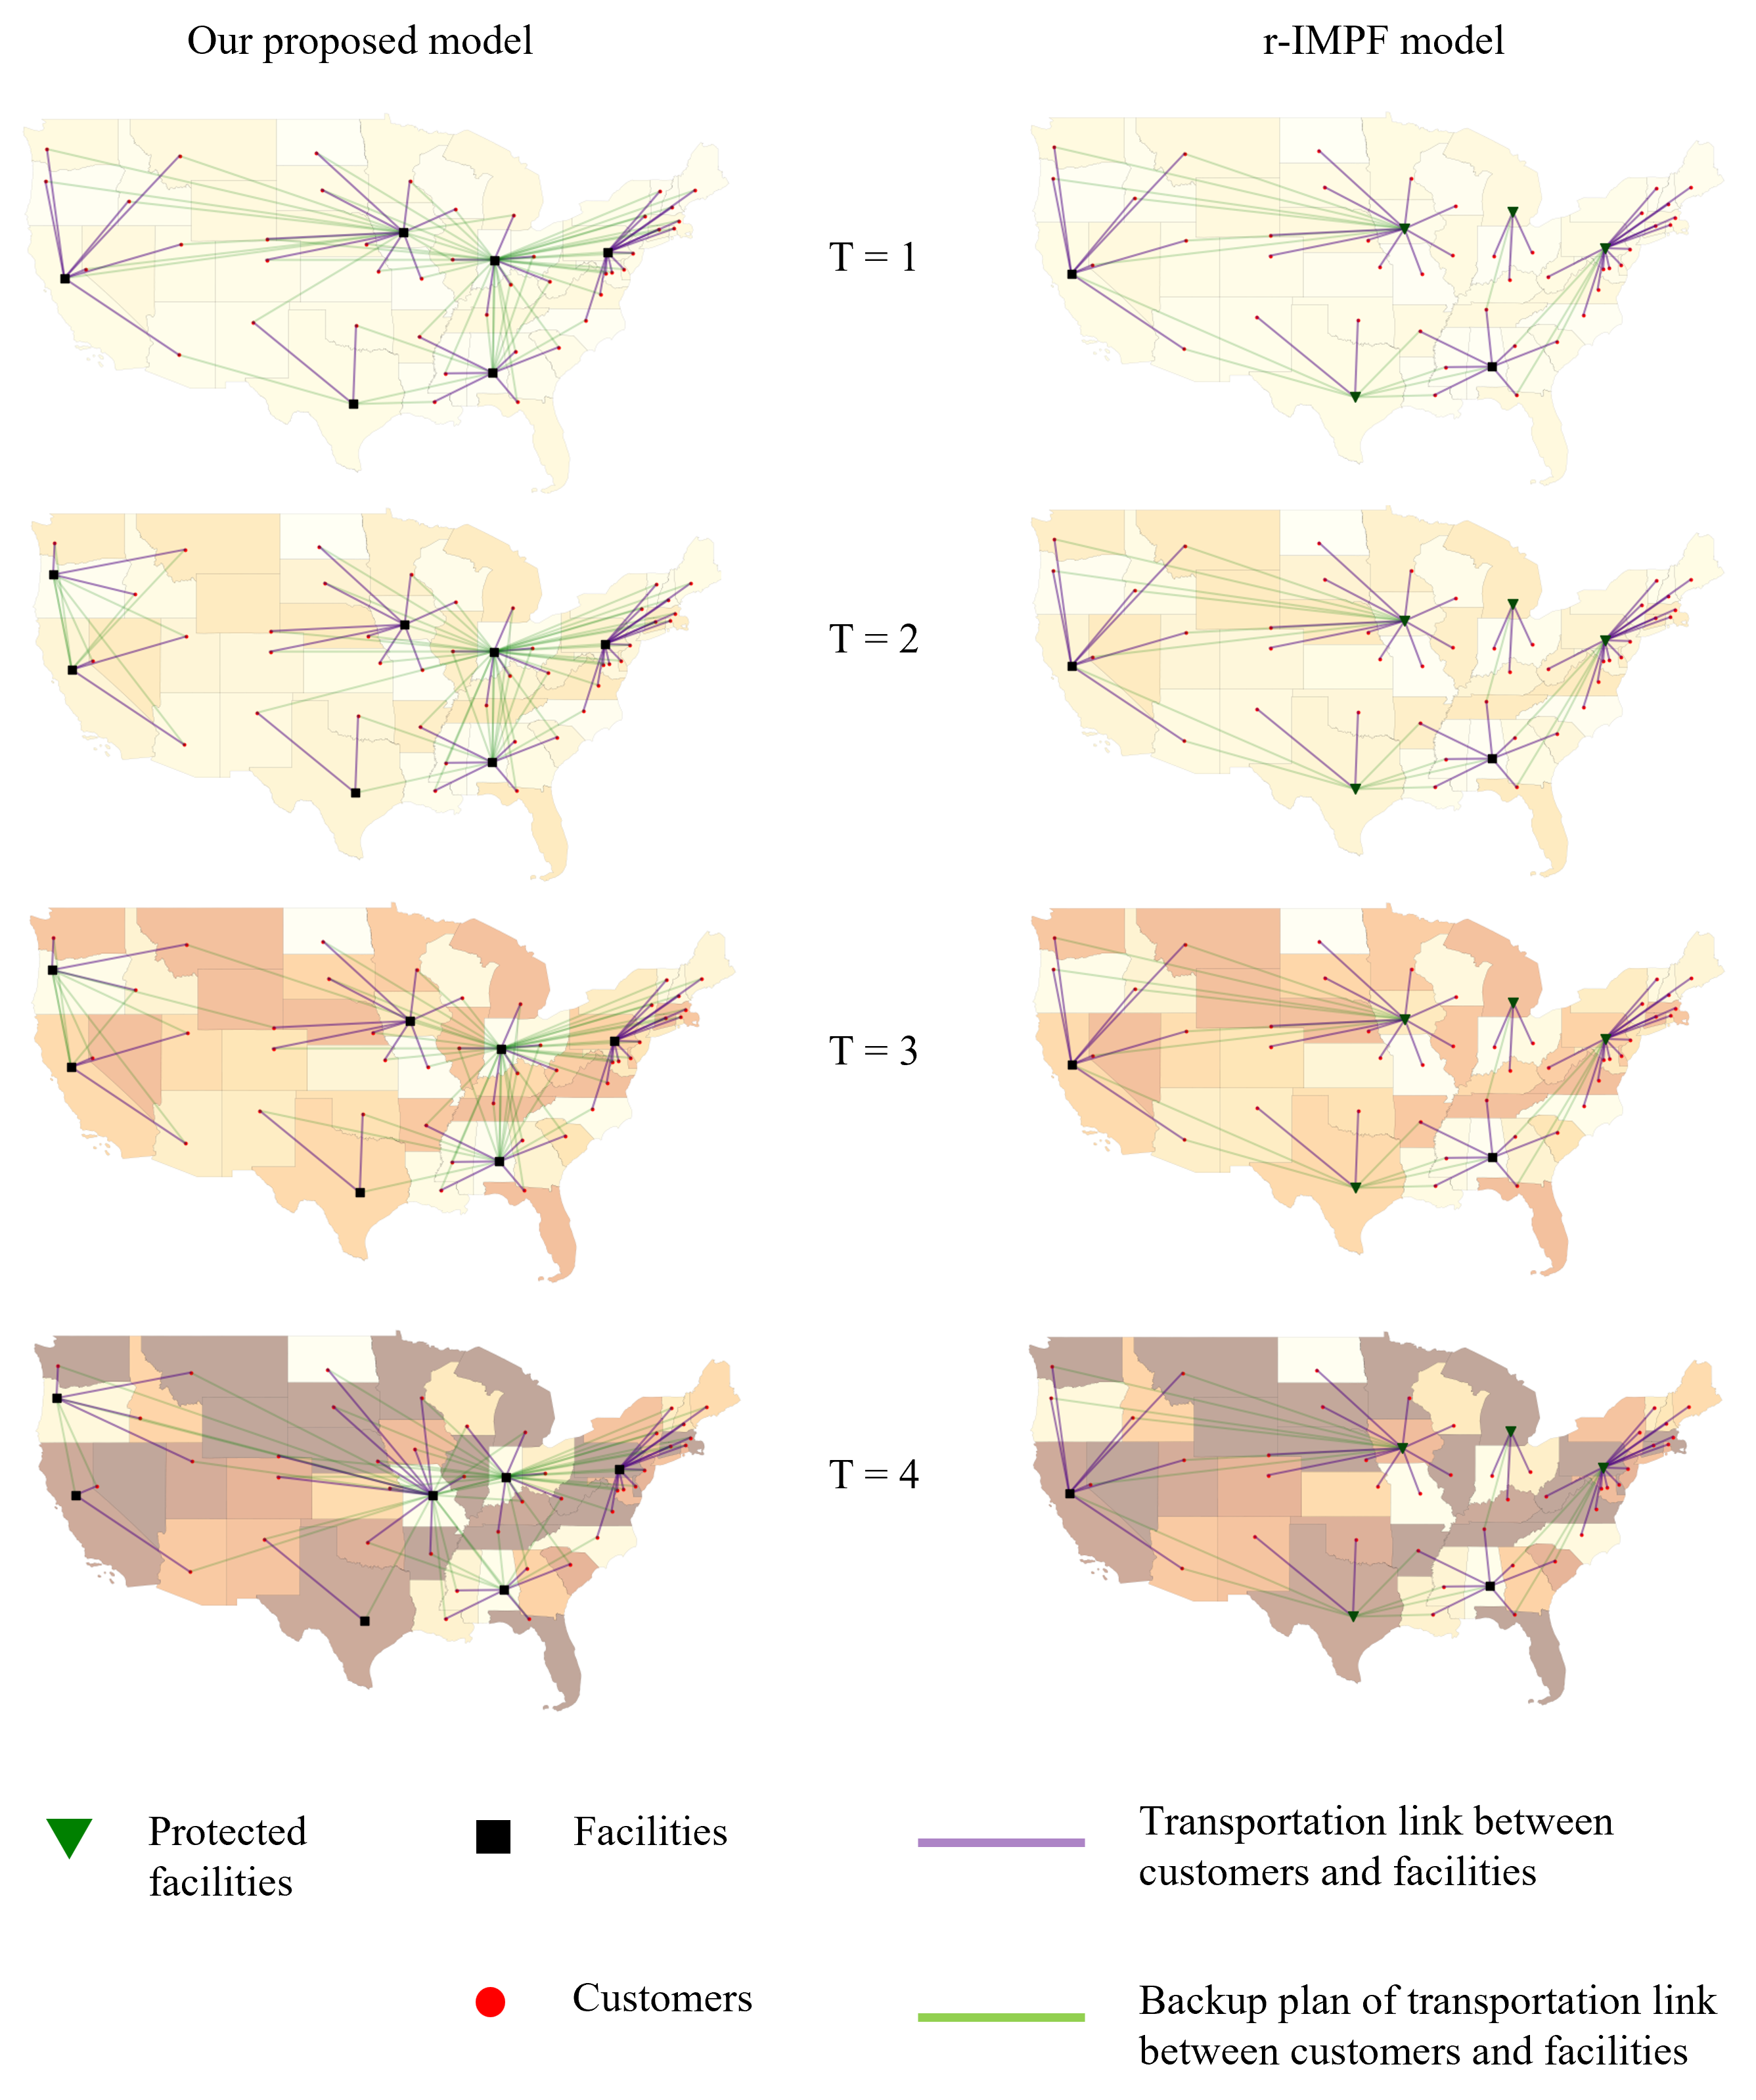 Our proposed model
r-IMPF model
T = 1
T = 2
T = 3
T = 4
Protected
facilities
Facilities
Transportation link between
customers and facilities
Customers
Backup plan of transportation link
between customers and facilities